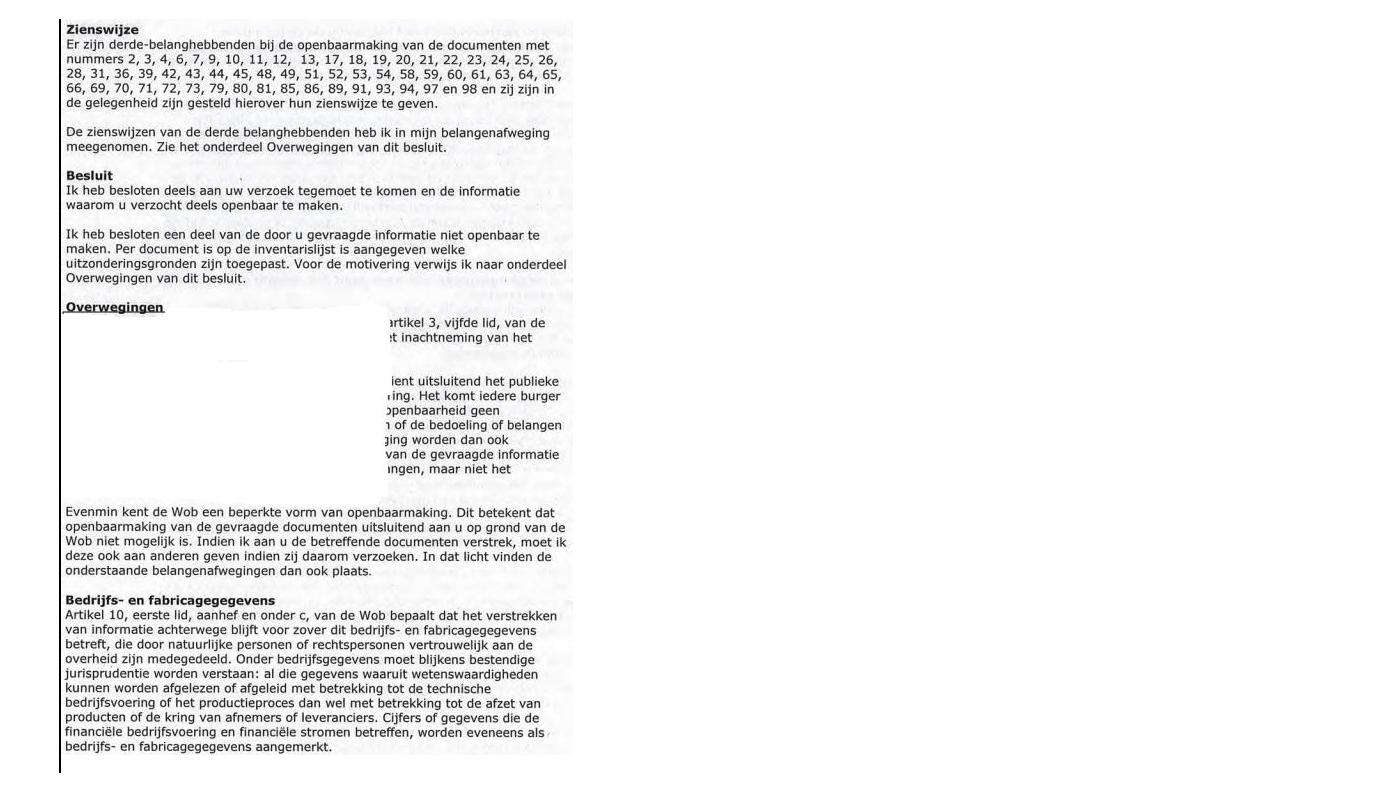 Zienswijze
Er zijn derde-belanghebbenden bij de openbaarmaking van de documenten met
nummers 2, 3, 4, 6, 7, 9, 10, 11, 12, 13, 17, 18, 19, 20, 21, 22, 23, 24, 25, 26,
28, 31, 36, 39, 42, 43, 44, 45, 48, 49, 51, 52, 53, 54, 58, 59, 60, 61, 63, 64, 65,
66, 69, 70, 71, 72, 73, 79, 80, 81, 85, 86, 89, 91, 93, 94, 97 en 98 en zij zijn in
de gelegenheid zijn gesteld hierover hun zienswijze te geven.
De zienswijzen van de derde belanghebbenden heb ik in mijn belangenafweging
meegenomen. Zie het onderdeel Overwegingen van dit besluit.
Besluit
Ik heb besloten deels aan uw verzoek tegemoet te komen en de informatie
waarom u verzocht deels openbaar te maken.
Ik heb besloten een deel van de door u gevraagde informatie niet openbaar te
maken. Per document is op de inventarislijst is aangegeven welke
uitzonderingsgronden zijn toegepast. Voor de motivering verwijs ik naar onderdeel
Overwegingen van dit besluit.
Overwegingen
artikel 3, vijfde lid, van de
inachtneming van het
uitsluitend het publieke
Het komt iedere burger
openbaarheid geen
of de bedoeling of belangen
worden dan ook
van de gevraagde informatie
maar niet het
Evenmin kent de Wob een beperkte vorm van openbaarmaking. Dit betekent dat
openbaarmaking van de gevraagde documenten uitsluitend aan u op grond van de
Wob niet mogelijk is. Indien ik aan u de betreffende documenten verstrek, moet ik
deze ook aan anderen geven indien zij daarom verzoeken. In dat licht vinden de
onderstaande belangenafwegingen dan ook plaats.
Bedrijfs- en fabricagegegevens
Artikel 10, eerste lid, aanhef en onder c, van de Wob bepaalt dat het verstrekken
van informatie achterwege blijft voor zover dit bedrijfs- en fabricagegegevens
betreft, die door natuurlijke personen of rechtspersonen vertrouwelijk aan de
overheid zijn medegedeeld. Onder bedrijfsgegevens moet blijkens bestendige
jurisprudentie worden verstaan: al die gegevens waaruit wetenswaardigheden
kunnen worden afgelezen of afgeleid met betrekking tot de technische
bedrijfsvoering of het productieproces dan wel met betrekking tot de afzet van
producten of de kring van afnemers of leveranciers. Cijfers of gegevens die de
financiële bedrijfsvoering en financiële stromen betreffen, worden eveneens als
bedrijfs- en fabricagegegevens aangemerkt.